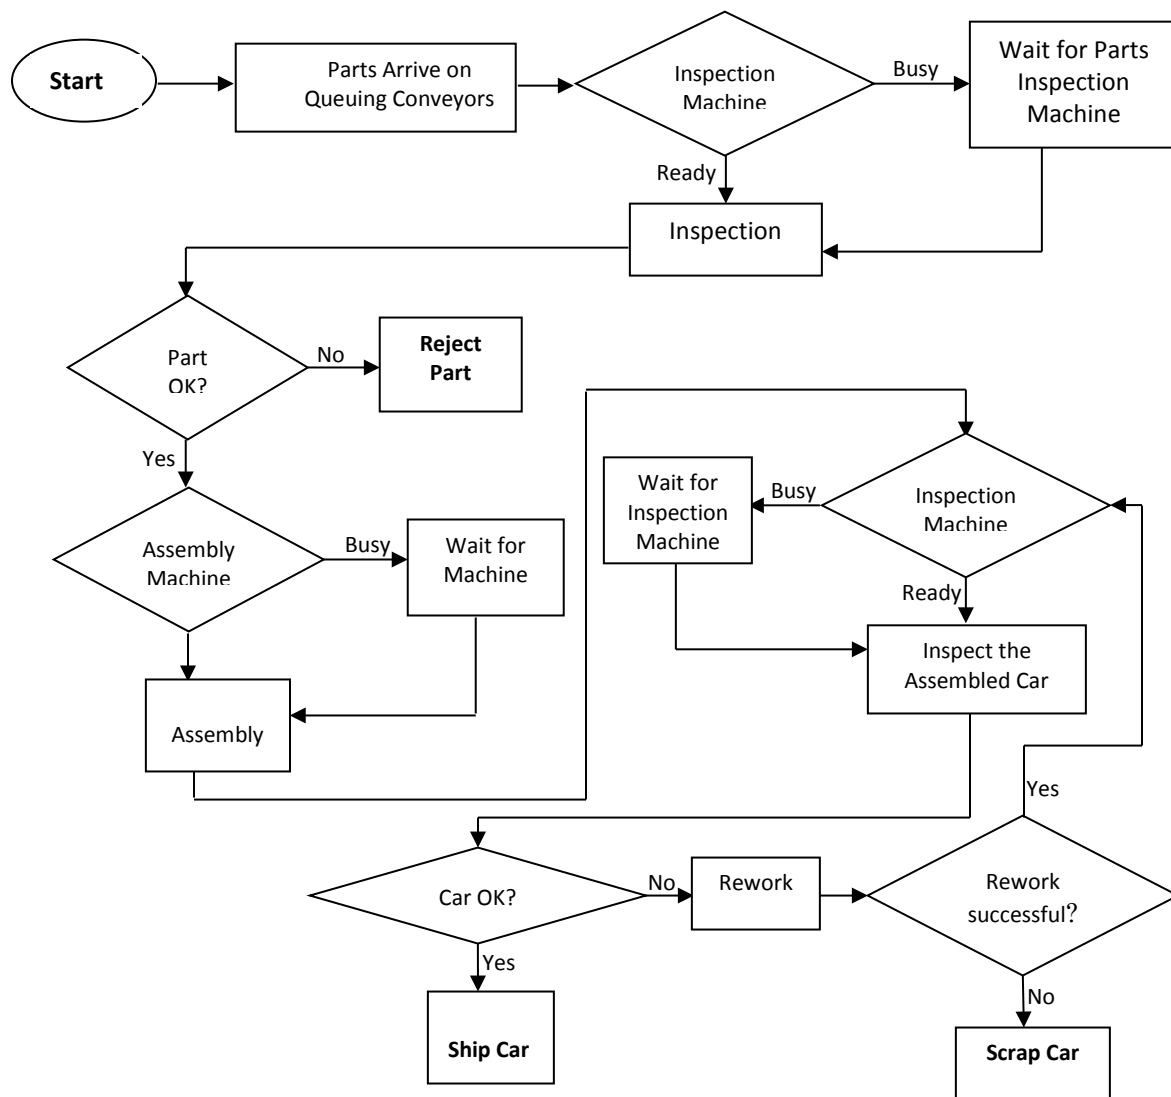 Start
Parts Arrive on
Queuing Conveyors
Inspection
Machine
Busy
Wait for Parts
Inspection
Machine
Ready
Inspection
Part
OK?
No
Reject
Part
Yes
Assembly
Machine
Busy
Wait for
Machine
Assembly
Inspection
Machine
Busy
Wait for
Inspection
Machine
Ready
Inspect the
Assembled Car
Car OK?
No
Rework
Rework
successful?
Yes
Yes
Ship Car
No
Scrap Car